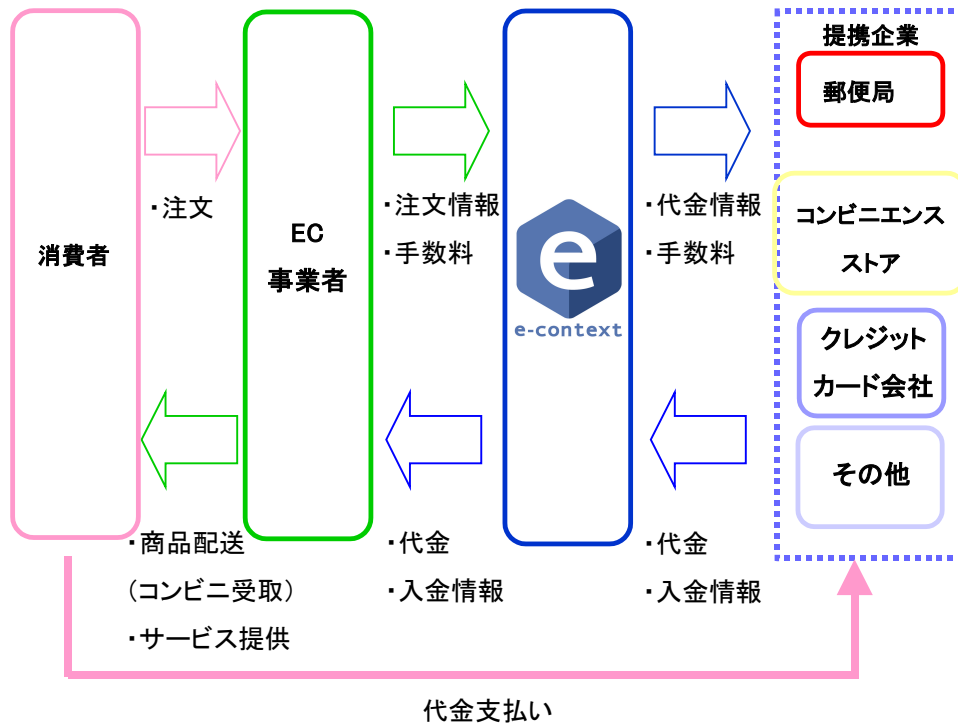 提携企業
郵便局
・注文
・注文情報
・手数料
・代金情報
・手数料
消費者
EC
事業者
e
e-context
コンビニエンス
ストア
クレジット
カード会社
その他
・商品配送
(コンビニ受取)
・サービス提供
・代金
・入金情報
・代金
・入金情報
代金支払い